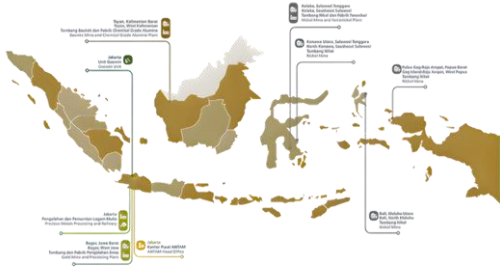 Tayan, Kalimantan Barat
Tayan, West Kalimantan
Tambang Bauksit dan Pabrik Chemical Grade Alumina
Bauxite Mine and Chemical Grade Alumina Plant
Kolaka, Sulawesi Tenggara
Kolaka, Southeast Sulawesi
Tambang Nikel dan Pabrik Feronikel
Nickel Mine and Ferronickel Plant
Konawe Utara, Sulawesi Tenggara
North Konawe, Southeast Sulawesi
Tambang Nikel
Nickel Mine
Jakarta
Unit Geomin
Geomin Unit
Pulau Gag-Raja Ampat, Papua Barat
Gag Island-Raja Ampat, West Papua
Tambang Nikel
Nickel Mine
Jakarta
Pengolahan dan Pemurnian Logam Mulia
Precious Metals Processing and Refinery
Bogor, Jawa Barat
Bogor, West Java
Tambang dan Pabrik Pengolahan Emas
Gold Mine and Processing Plant
Jakarta
Kantor Pusat ANTAM
ANTAM Head Office
Buli, Maluku Utara
Buli, North Maluku
Tambang Nikel
Nickel Mine